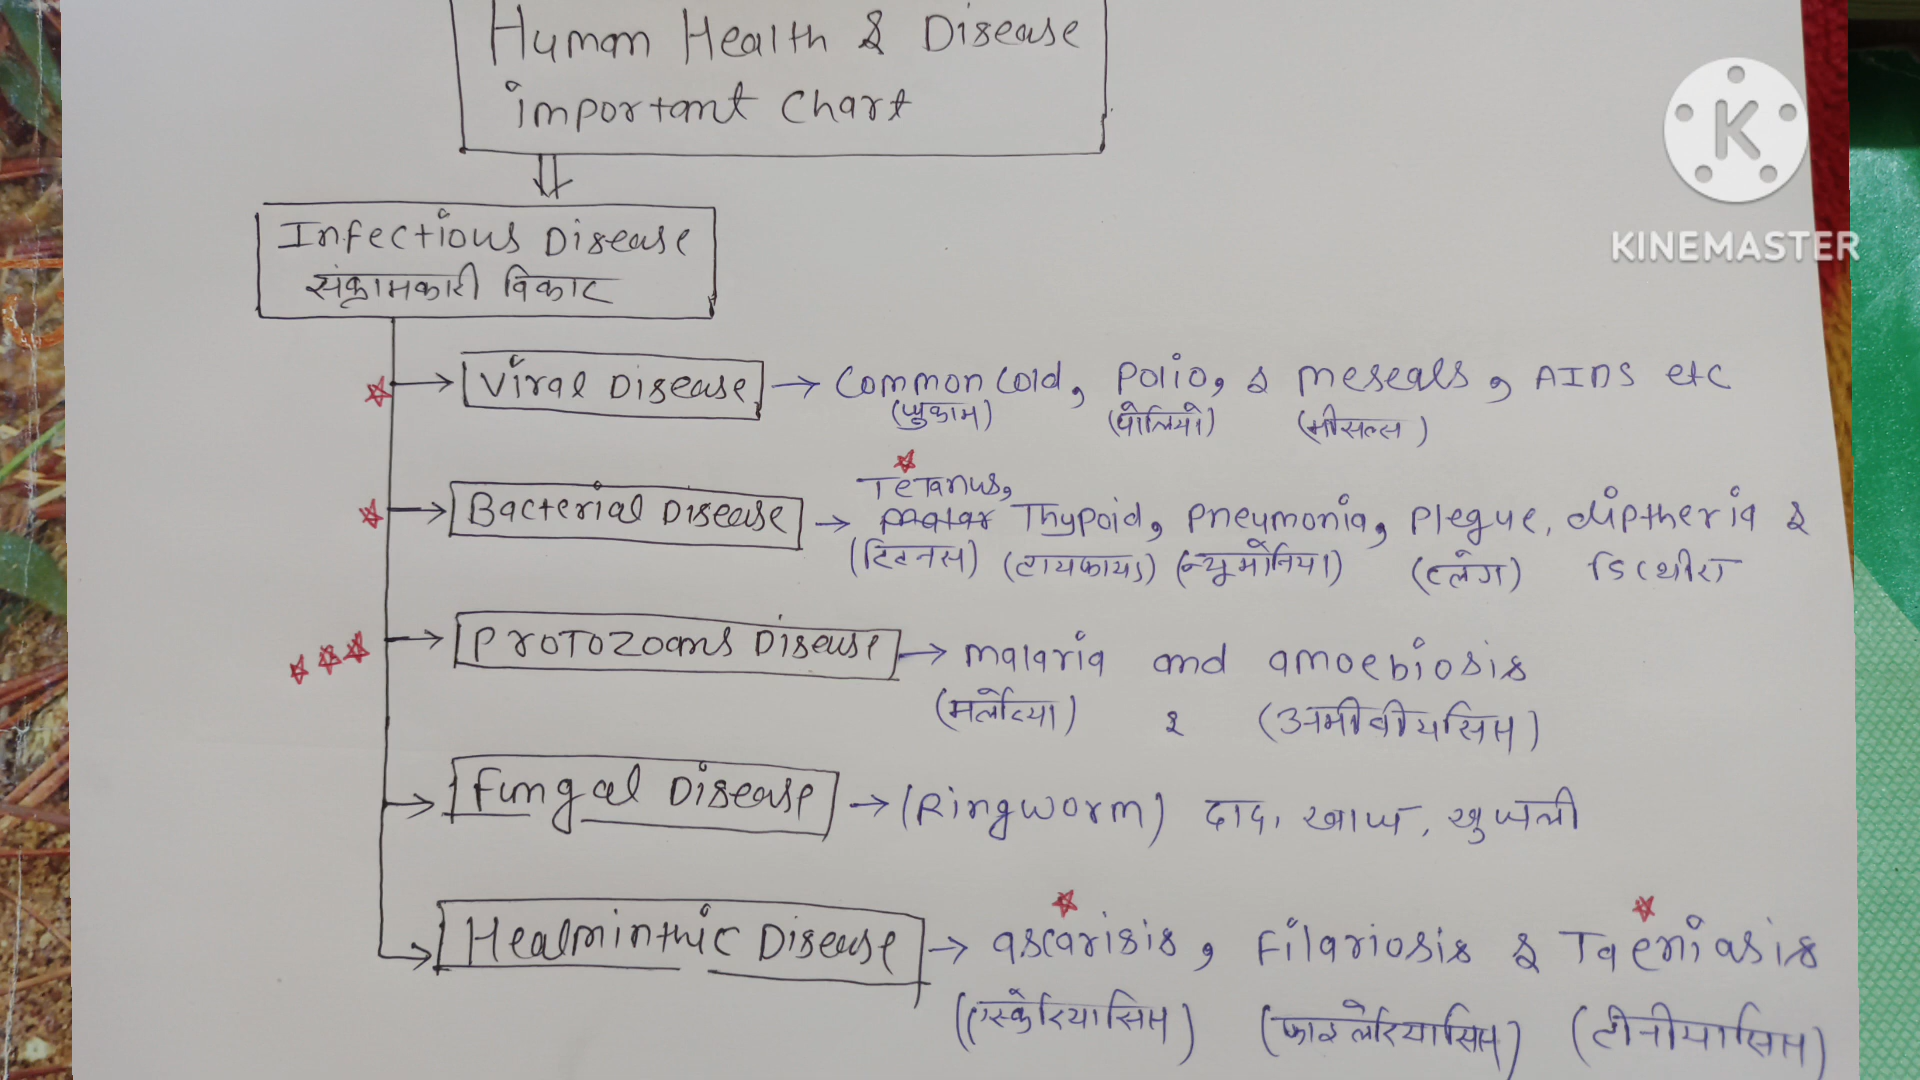 Human Health & Disease
important Chart
KINEMASTER
Infectious Disease
संक्रामकारी विकार
Viral Disease → Common Cold, Polio, & meseals, AIDS etc
(जुकाम) (पोलियो) (मीसल्स)
Tetanus,
Bacterial Disease → Thypoid, Pneumonia, Plegue, diptheria &
(टिटनस) (टायफायड) (न्यूमोनिया) (प्लेग)
Protozoans Disease → malaria and amoebiosis
(मलेरिया) & (अमीबीयसिस)
Fungal Disease → (Ringworm) दाद, खाज, खुजली
Healminthic Disease → ascarisis, Filariosis & Taeniasis
(एस्केरियासिस) (फाइलेरियासिस) (टीनीयासिस)